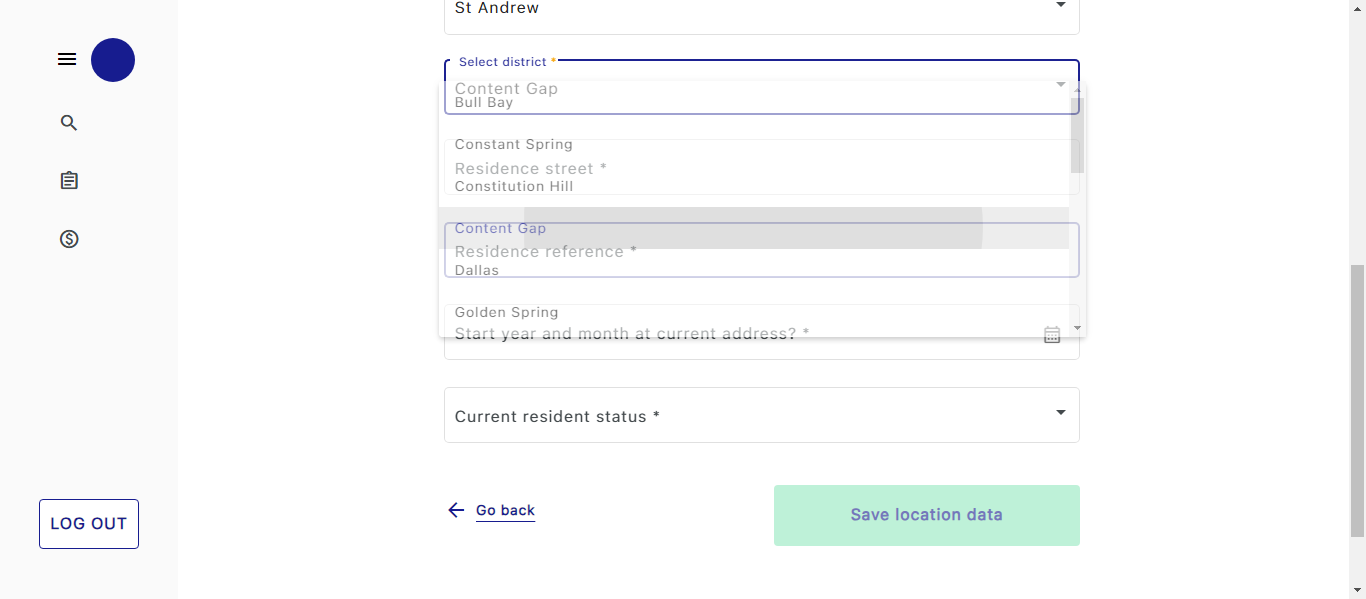 St Andrew
Select district *
Content Gap
Bull Bay
Constant Spring
Residence street *
Constitution Hill
Content Gap
Residence reference *
Dallas
Golden Spring
Start year and month at current address? *
Current resident status *
Go back
Save location data
LOG OUT